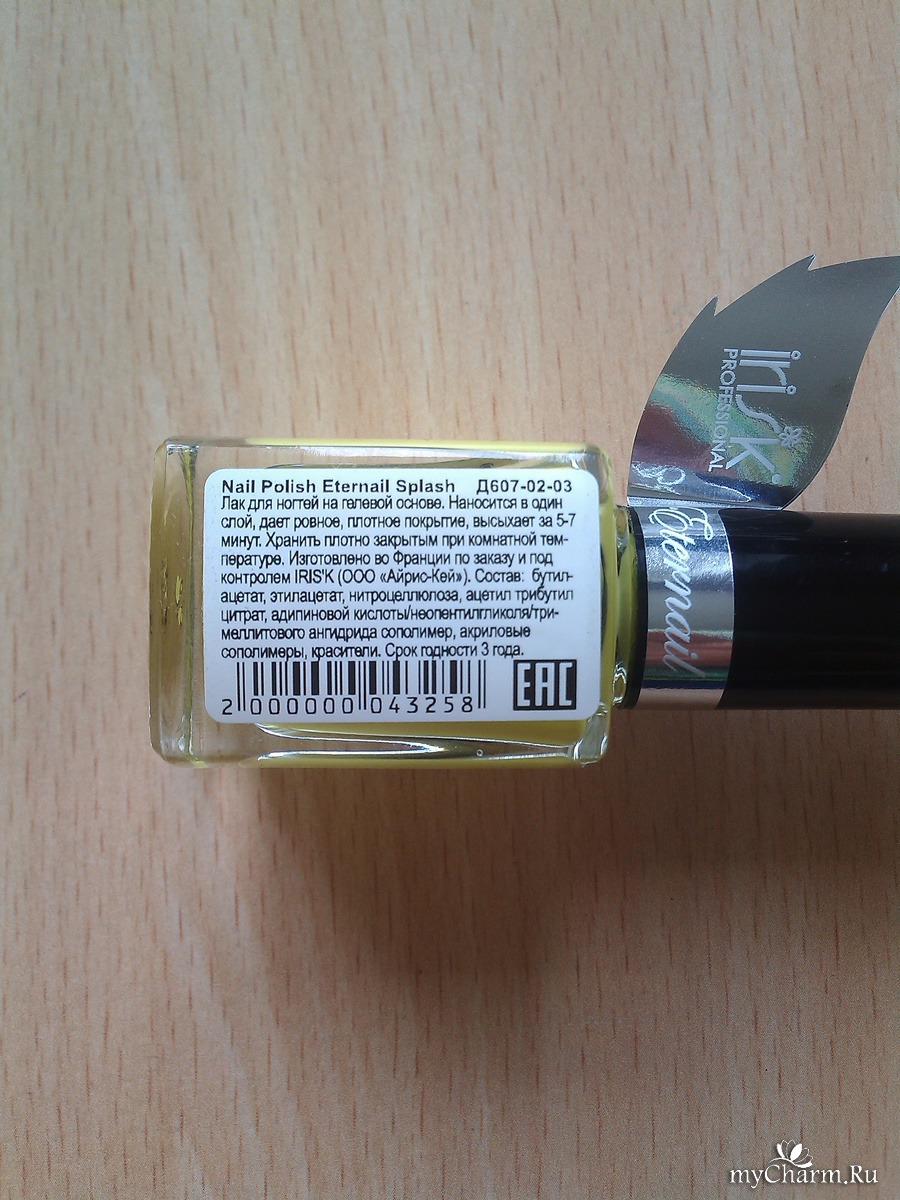 irisk
PROFESSIONAL
Eternail
Nail Polish Eternail Splash Д607-02-03
Лак для ногтей на гелевой основе. Наносится в один
слой, дает ровное, плотное покрытие, высыхает за 5-7
минут. Хранить плотно закрытым при комнатной тем-
пературе. Изготовлено во Франции по заказу и под
контролем IRIS'K (ООО «Айрис-Кей»). Состав: бутил-
ацетат, этилацетат, нитроцеллюлоза, ацетил трибутил
цитрат, адипиновой кислоты/неопентилгликоля/три-
меллитового ангидрида сополимер, акриловые
сополимеры, красители. Срок годности 3 года.
2 000000 043258
EAC
myCharm.Ru